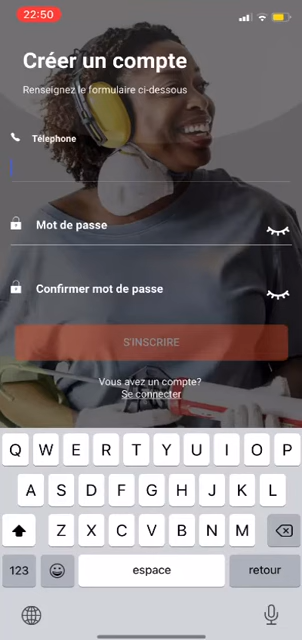 22:50
Créer un compte
Renseignez le formulaire ci-dessous
Télephone
Mot de passe
Confirmer mot de passe
S'INSCRIRE
Vous avez un compte?
Se connecter
Q W E R T Y U I O P
A S D F G H J K L
Z X C V B N M
123 espace retour